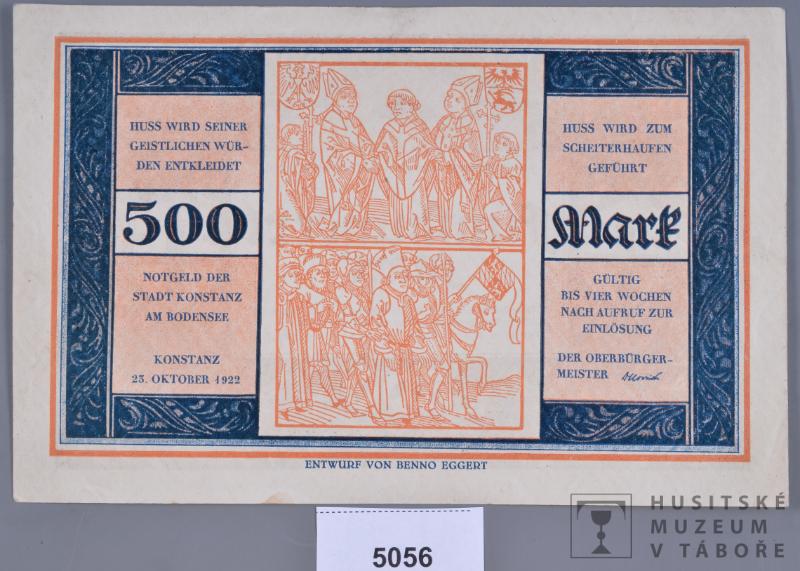 HUSS WIRD SEINER
GEISTLICHEN WÜR-
DEN ENTKLEIDET
500
NOTGELD DER
STADT KONSTANZ
AM BODENSEE
KONSTANZ
23. OKTOBER 1922
HUSS WIRD ZUM
SCHEITERHAUFEN
GEFÜHRT
Mark
GÜLTIG
BIS VIER WOCHEN
NACH AUFRUF ZUR
EINLÖSUNG
DER OBERBÜRGER-
MEISTER
ENTWURF VON BENNO EGGERT
5056
HUSITSKÉ
MUZEUM
V TÁBOŘE